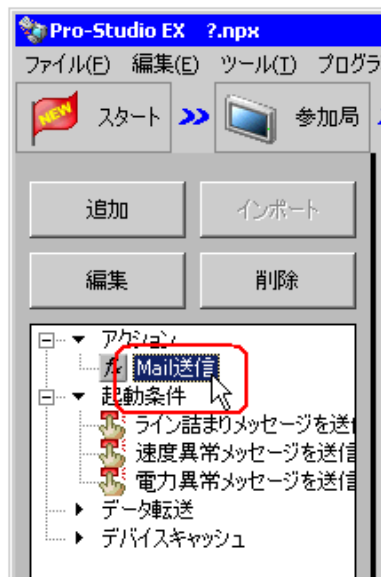 Pro-Studio EX ?.npx
ファイル(F) 編集(E) ツール(T) プログラ
NEW スタート 参加局
追加 インポート
編集 削除
アクション
fx Mail送信
起動条件
ライン詰まりメッセージを送信
速度異常メッセージを送信
電力異常メッセージを送信
データ転送
デバイスキャッシュ